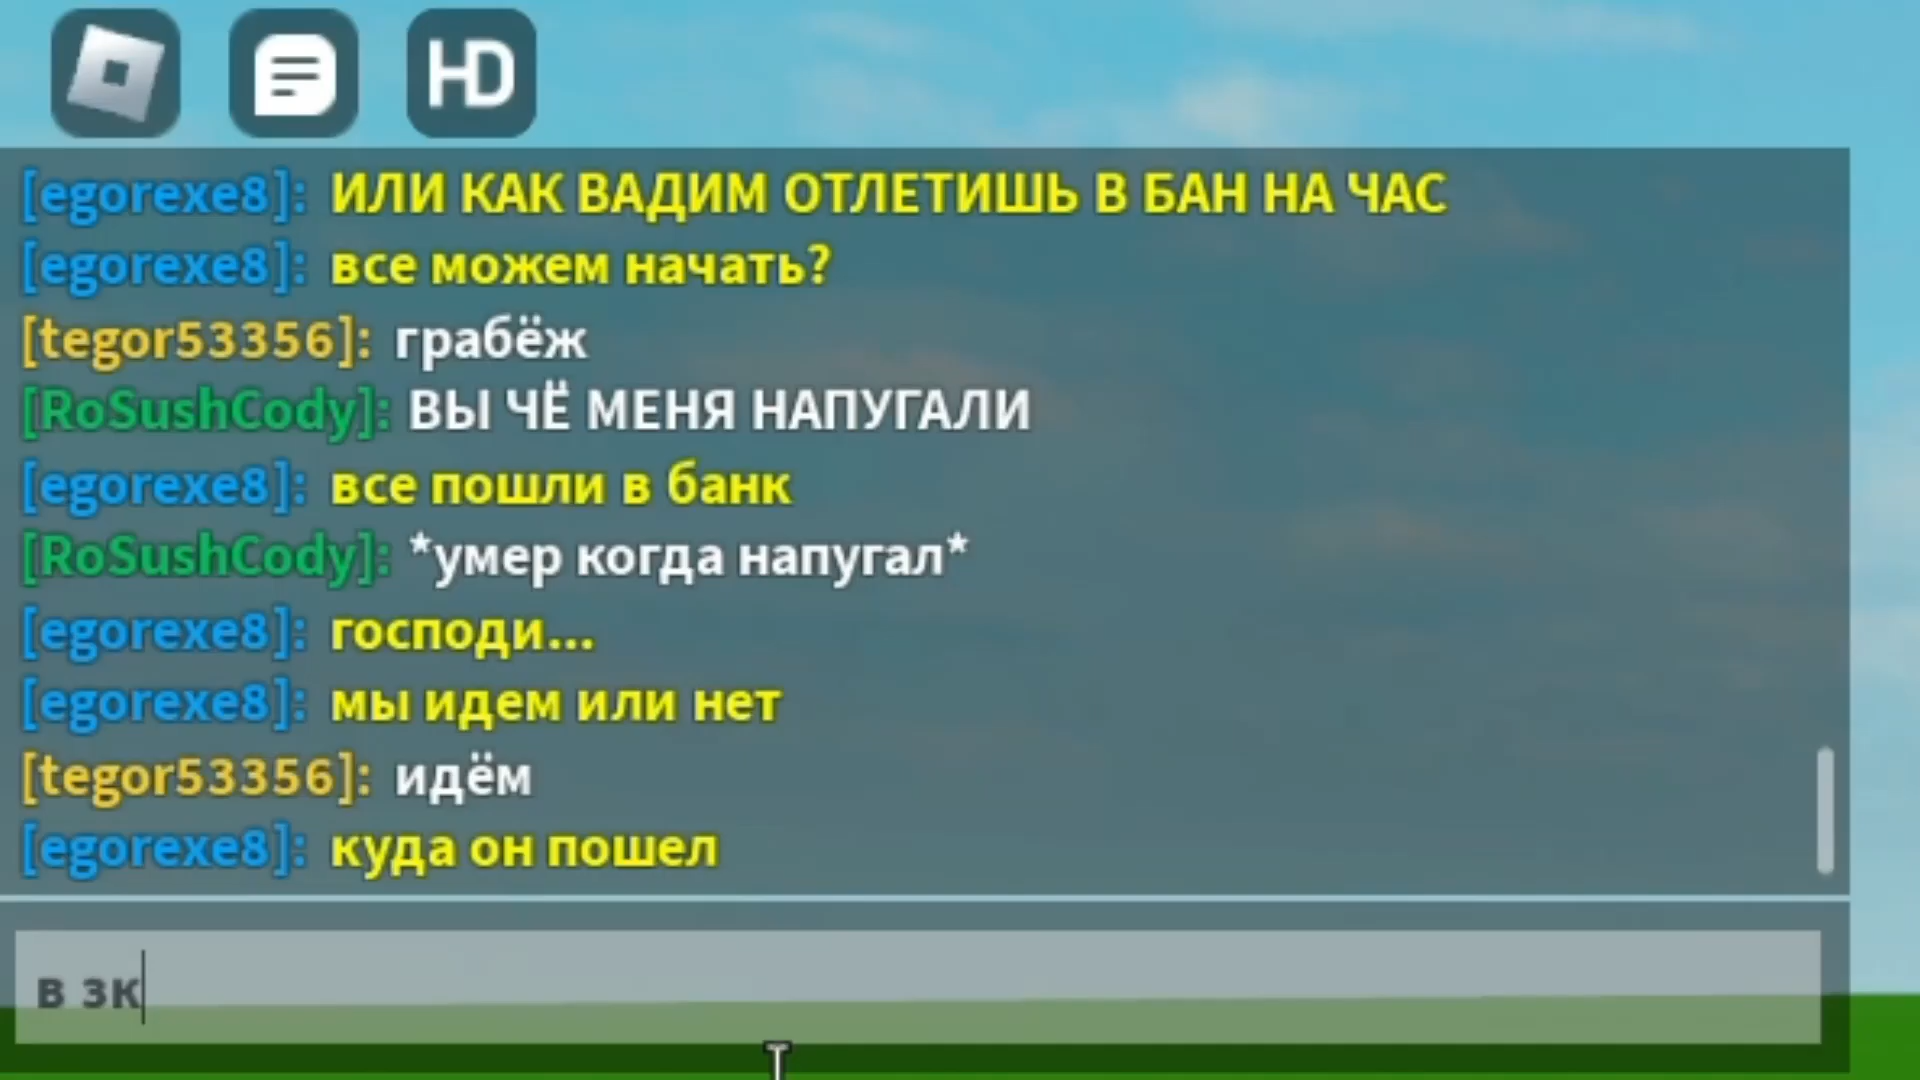 HD
[egorexe8]: ИЛИ КАК ВАДИМ ОТЛЕТИШЬ В БАН НА ЧАС
[egorexe8]: все можем начать?
[tegor53356]: грабёж
[RoSushCody]: ВЫ ЧЁ МЕНЯ НАПУГАЛИ
[egorexe8]: все пошли в банк
[RoSushCody]: *умер когда напугал*
[egorexe8]: господи...
[egorexe8]: мы идем или нет
[tegor53356]: идём
[egorexe8]: куда он пошел
в зк